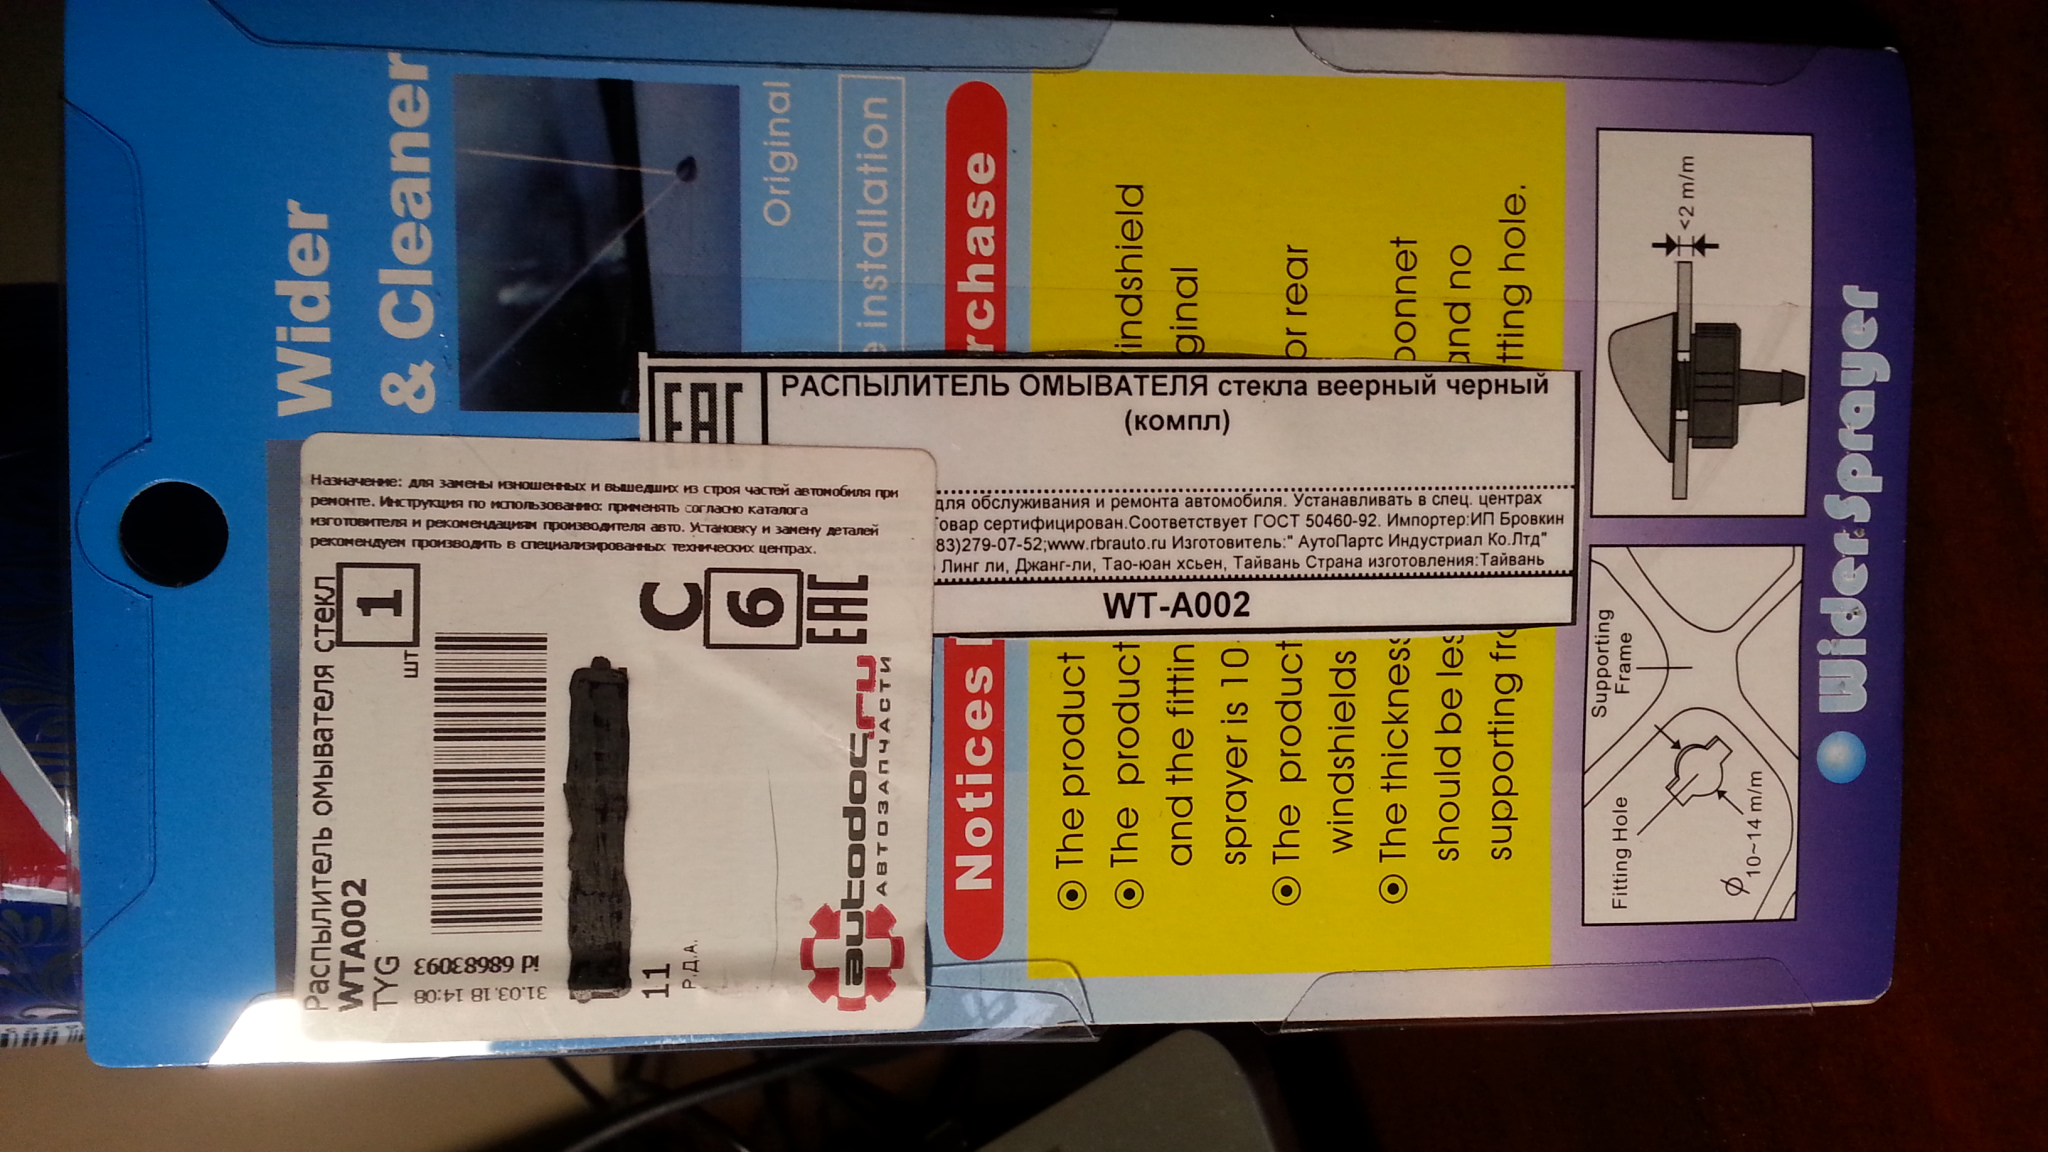 Wider
& Cleaner
Original
installation
Notices
rchase
The product
indshield
The product
ginal
and the fittin
sprayer is 10
The product
or rear
windshields
The thickness
onnet
should be les
and no
supporting fr
tting hole.
<2 m/m
Supporting
Frame
Fitting Hole
ϕ 10~14 m/m
Wider Sprayer
EAC
РАСПЫЛИТЕЛЬ ОМЫВАТЕЛЯ стекла веерный черный
(компл)
для обслуживания и ремонта автомобиля. Устанавливать в спец. центрах
овар сертифицирован.Соответствует ГОСТ 50460-92. Импортер:ИП Бровкин
83)279-07-52;www.rbrauto.ru Изготовитель:" АутоПартс Индустриал Ко.Лтд"
Линг ли, Джанг-ли, Тао-юан хсьен, Тайвань Страна изготовления:Тайвань
WT-A002
Назначение: для замены изношенных и вышедших из строя частей автомобиля при
ремонте. Инструкция по использованию: применять согласно каталога
изготовителя и рекомендациям производителя авто. Установку и замену деталей
рекомендуем производить в специализированных технических центрах.
Распылитель омывателя стекл
WTA002
TYG
1
шт
31.03.18 14:08
id 68683093
11
Р.Д.А.
C
6
EAC
autodoc.ru
АВТОЗАПЧАСТИ